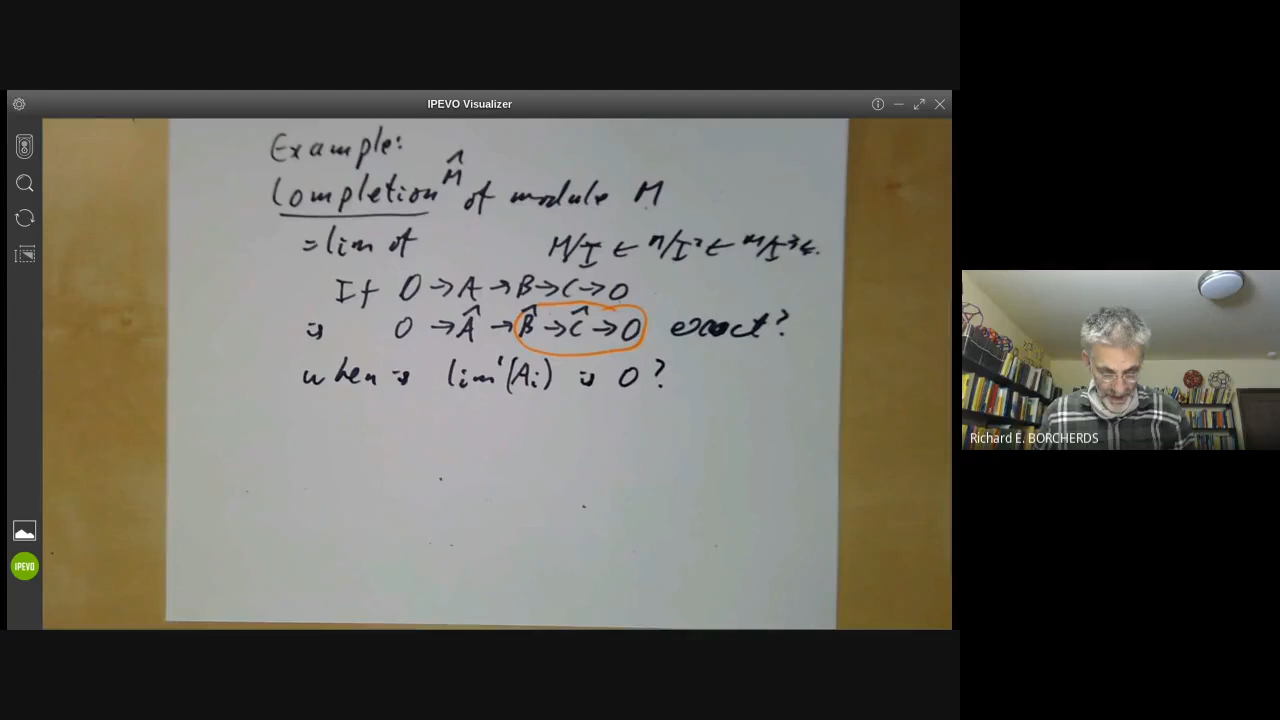 IPEVO Visualizer
Example:
Completion M̂ of module M
= lim of M/I ← M/I² ← M/I³ ←.
If 0 → A → B → C → 0
is 0 → Â → B̂ → Ĉ → 0 exact?
when is lim¹(Aᵢ) is 0?
IPEVO
Richard E. BORCHERDS